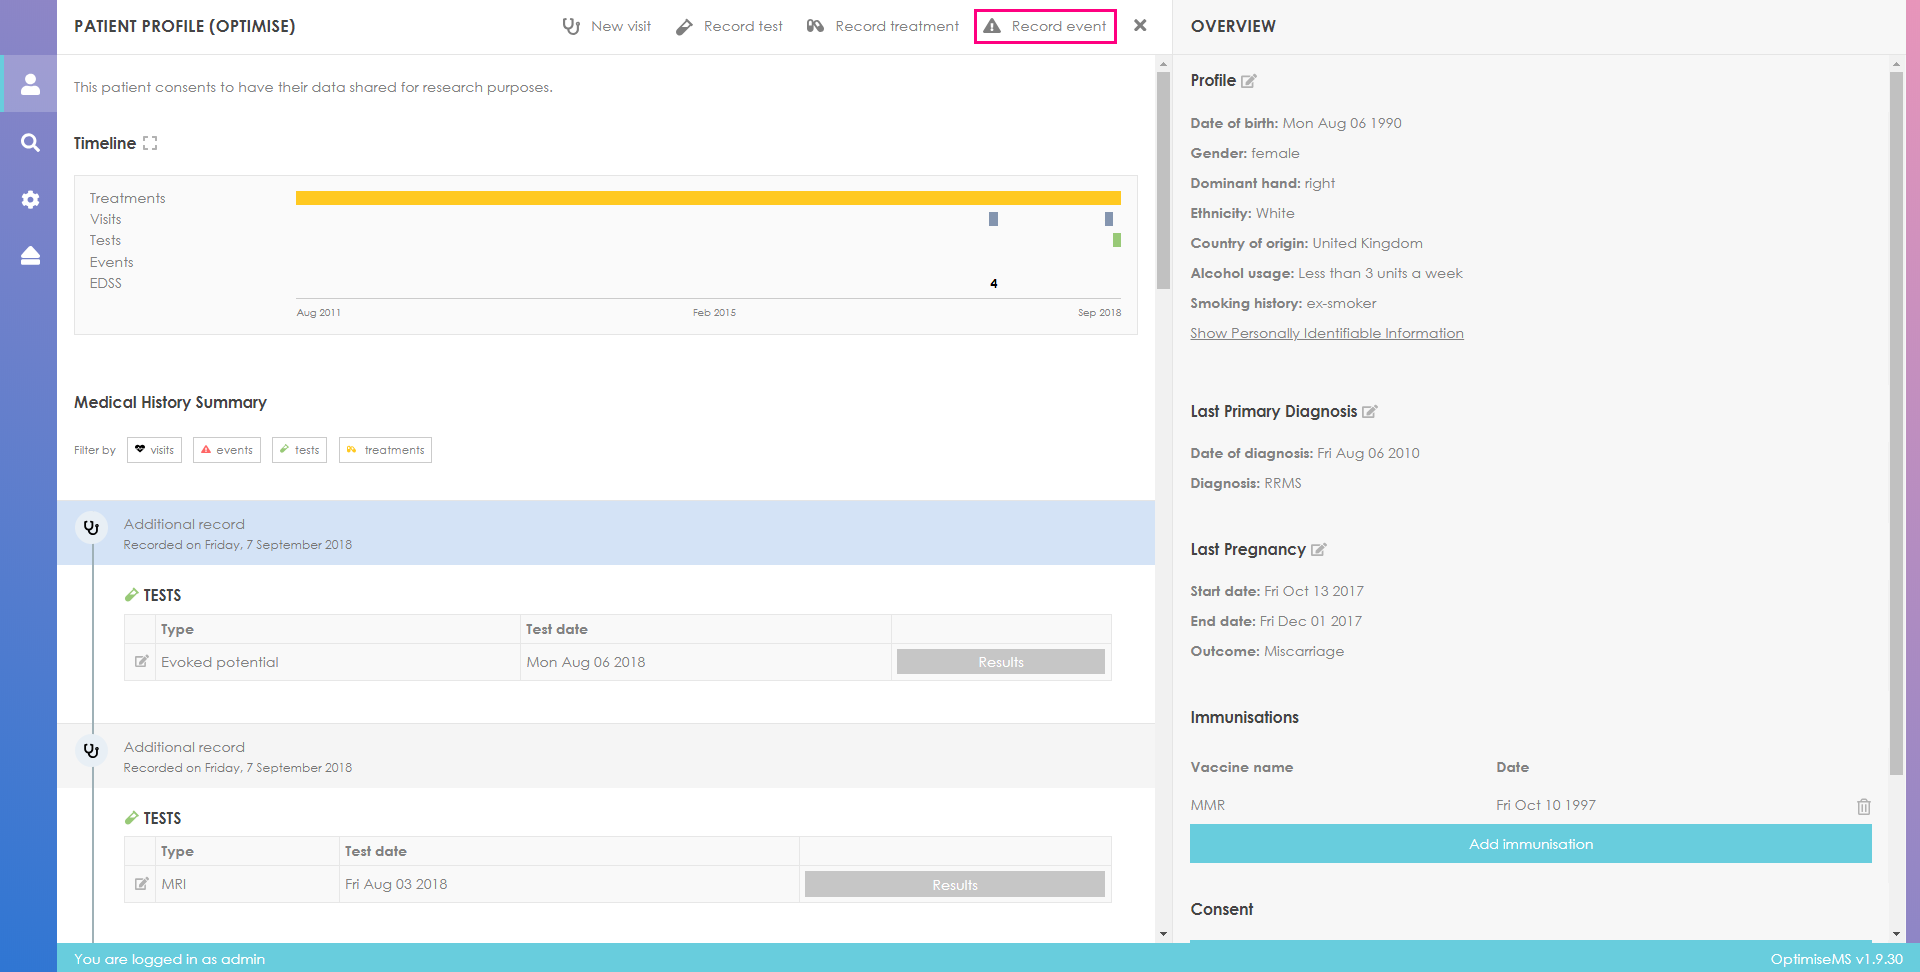 PATIENT PROFILE (OPTIMISE)
New visit
Record test
Record treatment
Record event
This patient consents to have their data shared for research purposes.
Timeline
Treatments
Visits
Tests
Events
EDSS
4
Aug 2011
Feb 2015
Sep 2018
Medical History Summary
Filter by
visits
events
tests
treatments
Additional record
Recorded on Friday, 7 September 2018
TESTS
Type Test date
Evoked potential Mon Aug 06 2018 Results
Additional record
Recorded on Friday, 7 September 2018
TESTS
Type Test date
MRI Fri Aug 03 2018 Results
OVERVIEW
Profile
Date of birth: Mon Aug 06 1990
Gender: female
Dominant hand: right
Ethnicity: White
Country of origin: United Kingdom
Alcohol usage: Less than 3 units a week
Smoking history: ex-smoker
Show Personally Identifiable Information
Last Primary Diagnosis
Date of diagnosis: Fri Aug 06 2010
Diagnosis: RRMS
Last Pregnancy
Start date: Fri Oct 13 2017
End date: Fri Dec 01 2017
Outcome: Miscarriage
Immunisations
Vaccine name Date
MMR Fri Oct 10 1997
Add immunisation
Consent
You are logged in as admin
OptimiseMS v1.9.30